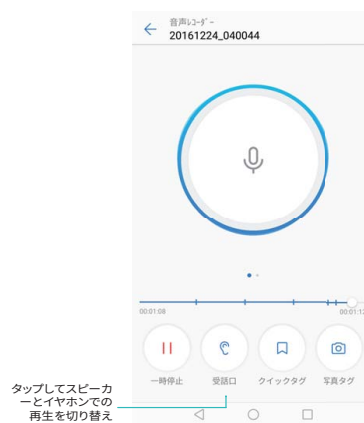 音声ﾚｺｰﾀﾞｰ
20161224_040044
00:01:08
00:01:12
一時停止
受話口
クイックタグ
写真タグ
タップしてスピーカ
ーとイヤホンでの
再生を切り替え